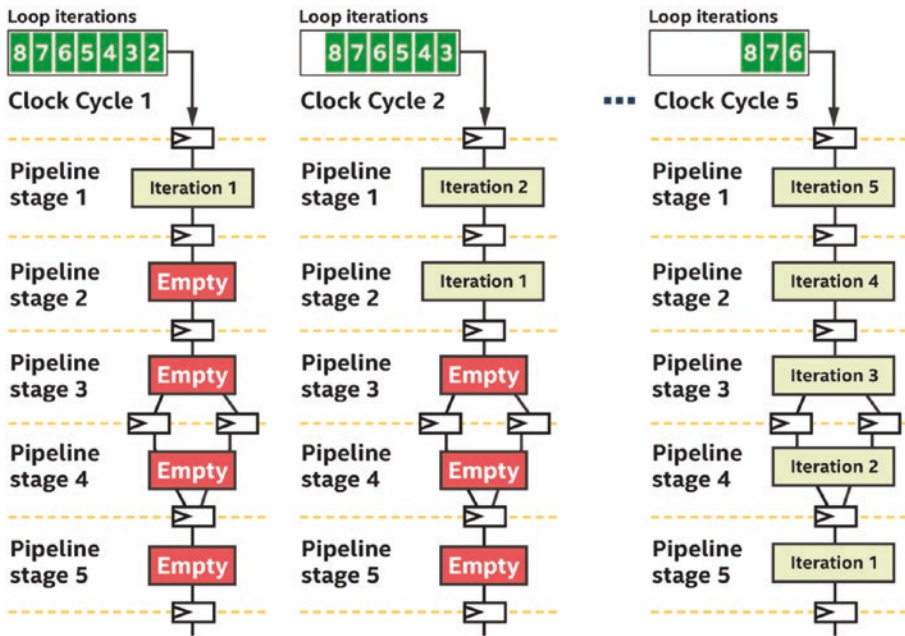 Loop iterations
8 7 6 5 4 3 2
Clock Cycle 1
Pipeline
stage 1
Iteration 1
Pipeline
stage 2
Empty
Pipeline
stage 3
Empty
Pipeline
stage 4
Empty
Pipeline
stage 5
Empty
Loop iterations
8 7 6 5 4 3
Clock Cycle 2
Pipeline
stage 1
Iteration 2
Pipeline
stage 2
Iteration 1
Pipeline
stage 3
Empty
Pipeline
stage 4
Empty
Pipeline
stage 5
Empty
...
Loop iterations
8 7 6
Clock Cycle 5
Pipeline
stage 1
Iteration 5
Pipeline
stage 2
Iteration 4
Pipeline
stage 3
Iteration 3
Pipeline
stage 4
Iteration 2
Pipeline
stage 5
Iteration 1